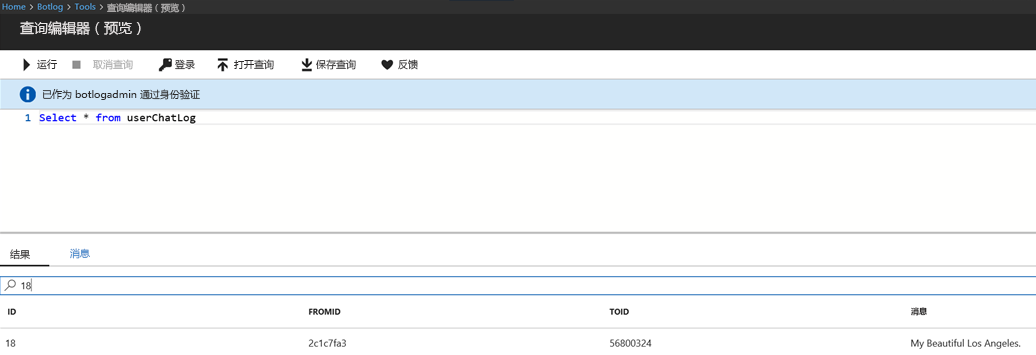 Home > Botlog > Tools > 查询编辑器（预览）
查询编辑器（预览）
运行 取消查询 登录 打开查询 保存查询 反馈
已作为 botlogadmin 通过身份验证
1 Select * from userChatLog
结果 消息
18
ID FROMID TOID 消息
18 2c1c7fa3 56800324 My Beautiful Los Angeles.